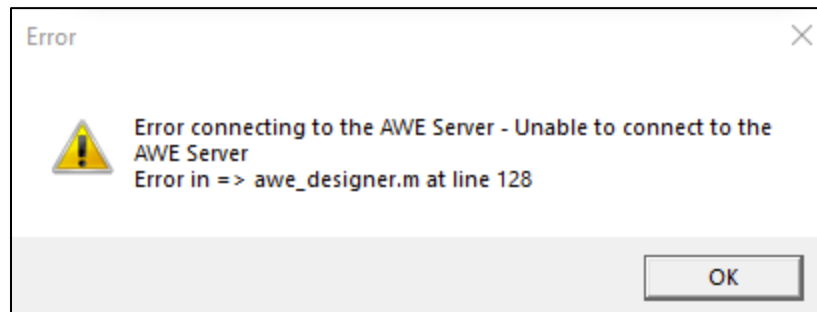 Error
Error connecting to the AWE Server - Unable to connect to the
AWE Server
Error in => awe_designer.m at line 128
OK